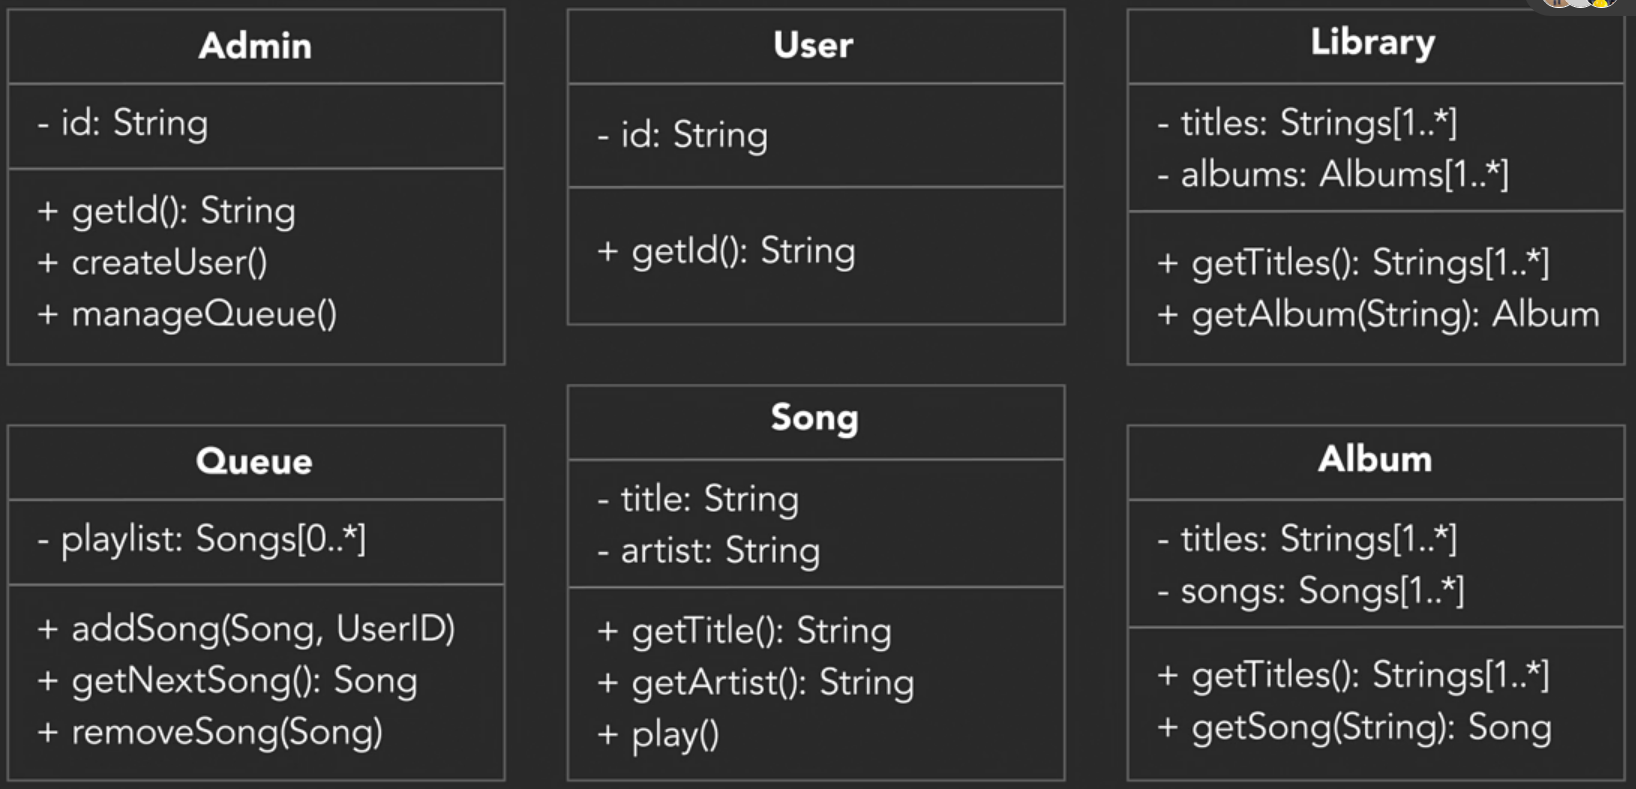 Admin
- id: String
+ getId(): String
+ createUser()
+ manageQueue()
User
- id: String
+ getId(): String
Library
- titles: Strings[1..*]
- albums: Albums[1..*]
+ getTitles(): Strings[1..*]
+ getAlbum(String): Album
Queue
- playlist: Songs[0..*]
+ addSong(Song, UserID)
+ getNextSong(): Song
+ removeSong(Song)
Song
- title: String
- artist: String
+ getTitle(): String
+ getArtist(): String
+ play()
Album
- titles: Strings[1..*]
- songs: Songs[1..*]
+ getTitles(): Strings[1..*]
+ getSong(String): Song